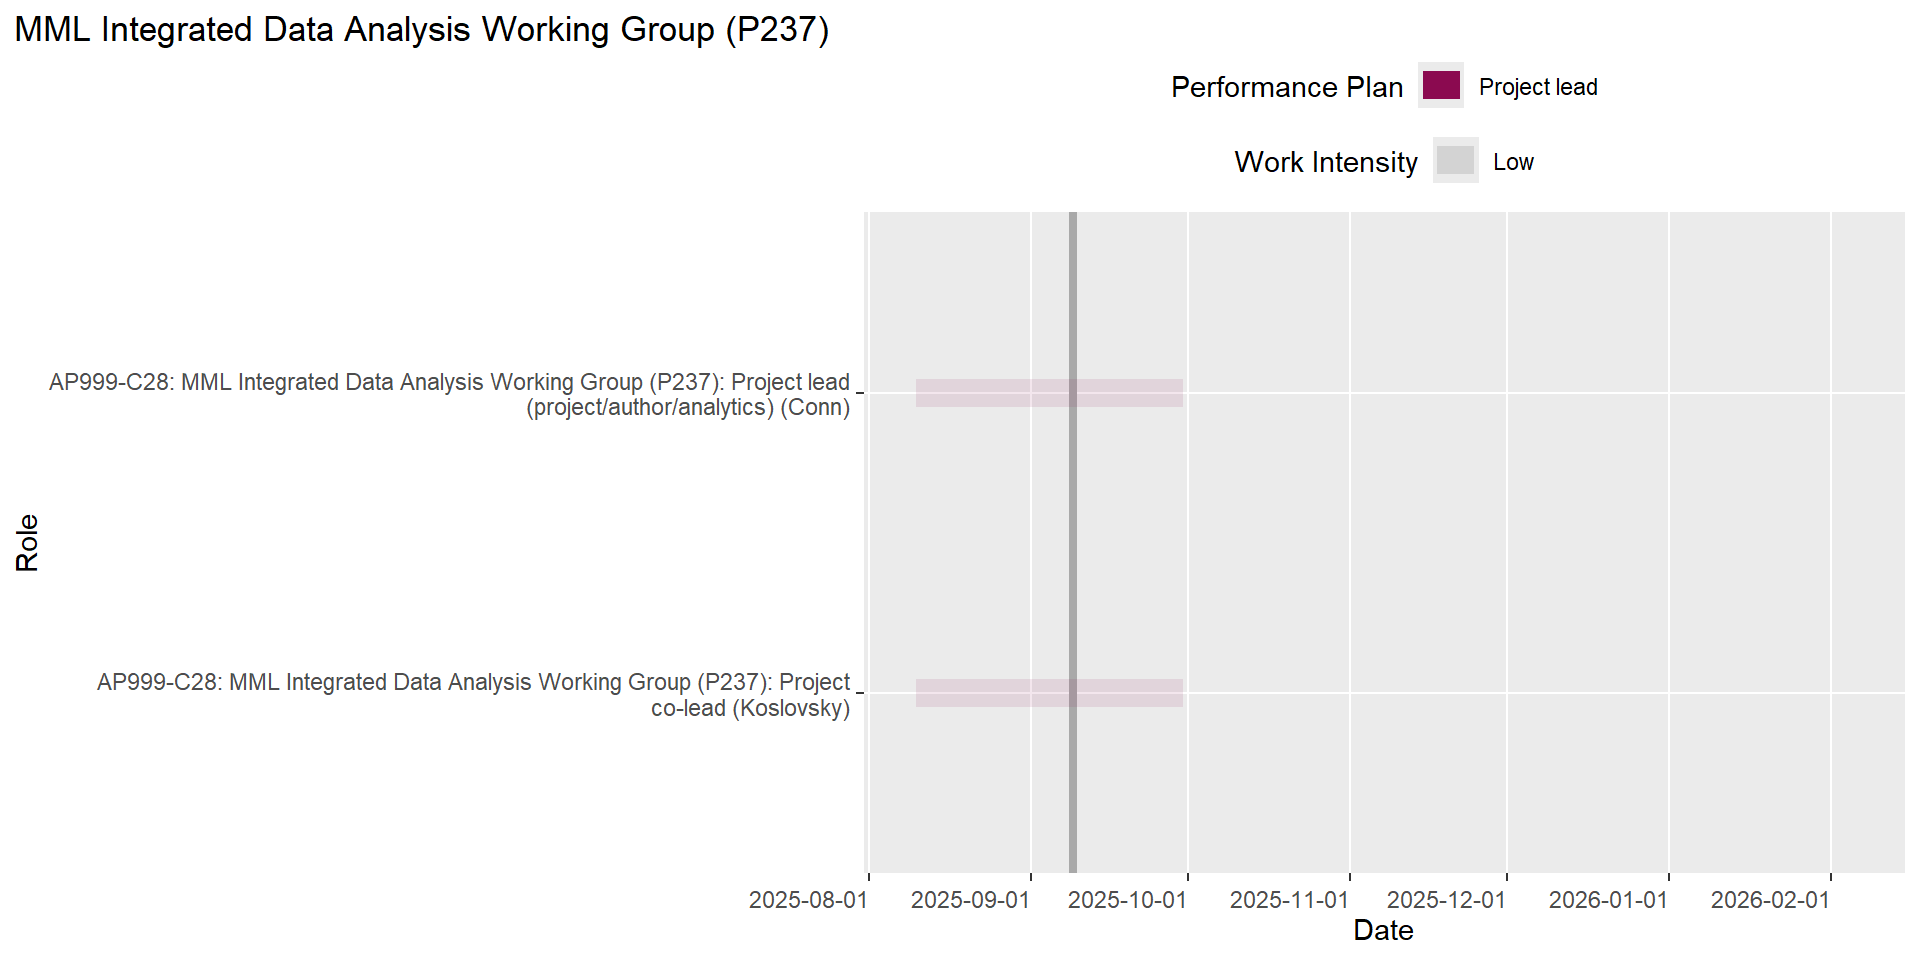 MML Integrated Data Analysis Working Group (P237)
Performance Plan
Project lead
Work Intensity
Low
Role
AP999-C28: MML Integrated Data Analysis Working Group (P237): Project lead
(project/author/analytics) (Conn)
AP999-C28: MML Integrated Data Analysis Working Group (P237): Project
co-lead (Koslovsky)
2025-08-01
2025-09-01
2025-10-01
2025-11-01
2025-12-01
2026-01-01
2026-02-01
Date